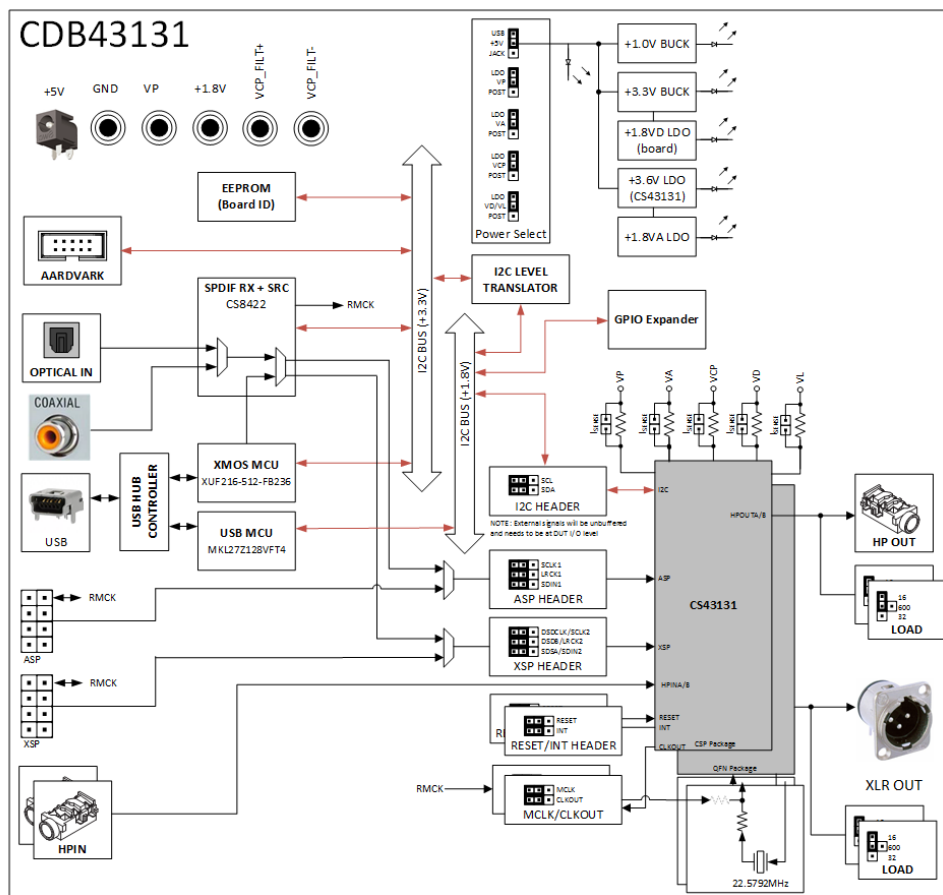 CDB43131
+5V
GND
VP
+1.8V
VCP_FILT+
VCP_FILT-
USB
+5V
JACK
LDO
VP
POST
LDO
VA
POST
LDO
VCP
POST
LDO
VD/VL
POST
Power Select
+1.0V BUCK
+3.3V BUCK
+1.8VD LDO
(board)
+3.6V LDO
(CS43131)
+1.8VA LDO
EEPROM
(Board ID)
AARDVARK
SPDIF RX + SRC
CS8422
RMCK
I2C BUS (+3.3V)
I2C LEVEL
TRANSLATOR
GPIO Expander
I2C BUS (+1.8V)
OPTICAL IN
COAXIAL
USB
USB HUB
CONTROLLER
XMOS MCU
XUF216-512-FB236
USB MCU
MKL27Z128VFT4
VP
VA
VCP
VD
VL
ISENSE
ISENSE
ISENSE
ISENSE
ISENSE
SCL
SDA
I2C HEADER
NOTE: External signals will be unbuffered
and needs to be at DUT I/O level
I2C
HPOUTA/B
HP OUT
16
600
32
LOAD
RMCK
ASP
SCLK1
LRCK1
SDIN1
ASP HEADER
ASP
CS43131
RMCK
XSP
DSDCLK/SCLK2
DSDB/LRCK2
SDSA/SDIN2
XSP HEADER
XSP
HPINA/B
RESET
INT
RESET/INT HEADER
RESET
INT
CLKOUT
CSP Package
QFN Package
XLR OUT
HPIN
RMCK
MCLK
CLKOUT
MCLK/CLKOUT
22.5792MHz
16
600
32
LOAD